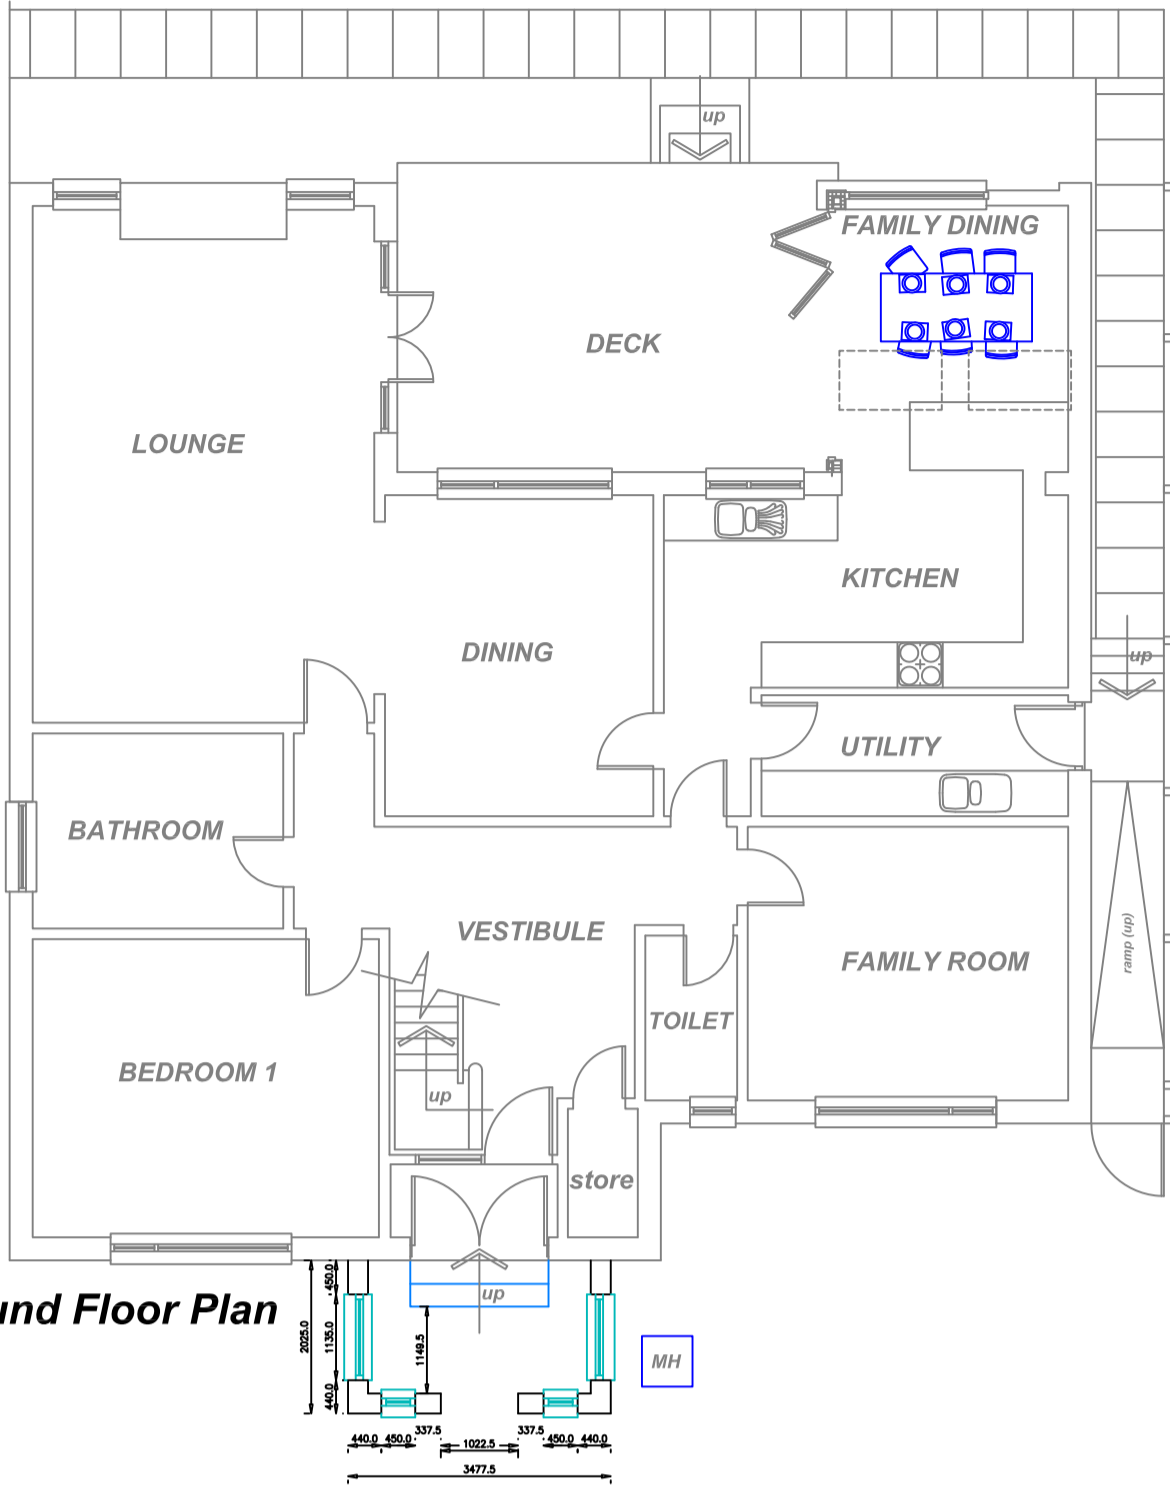 up
FAMILY DINING
DECK
LOUNGE
KITCHEN
DINING
up
UTILITY
BATHROOM
VESTIBULE
FAMILY ROOM
ramp (up)
TOILET
BEDROOM 1
up
store
up
und Floor Plan
450.0
2025.0
1135.0
1149.5
440.0
MH
337.5
337.5
440.0 450.0 1022.5 450.0 440.0
3477.5